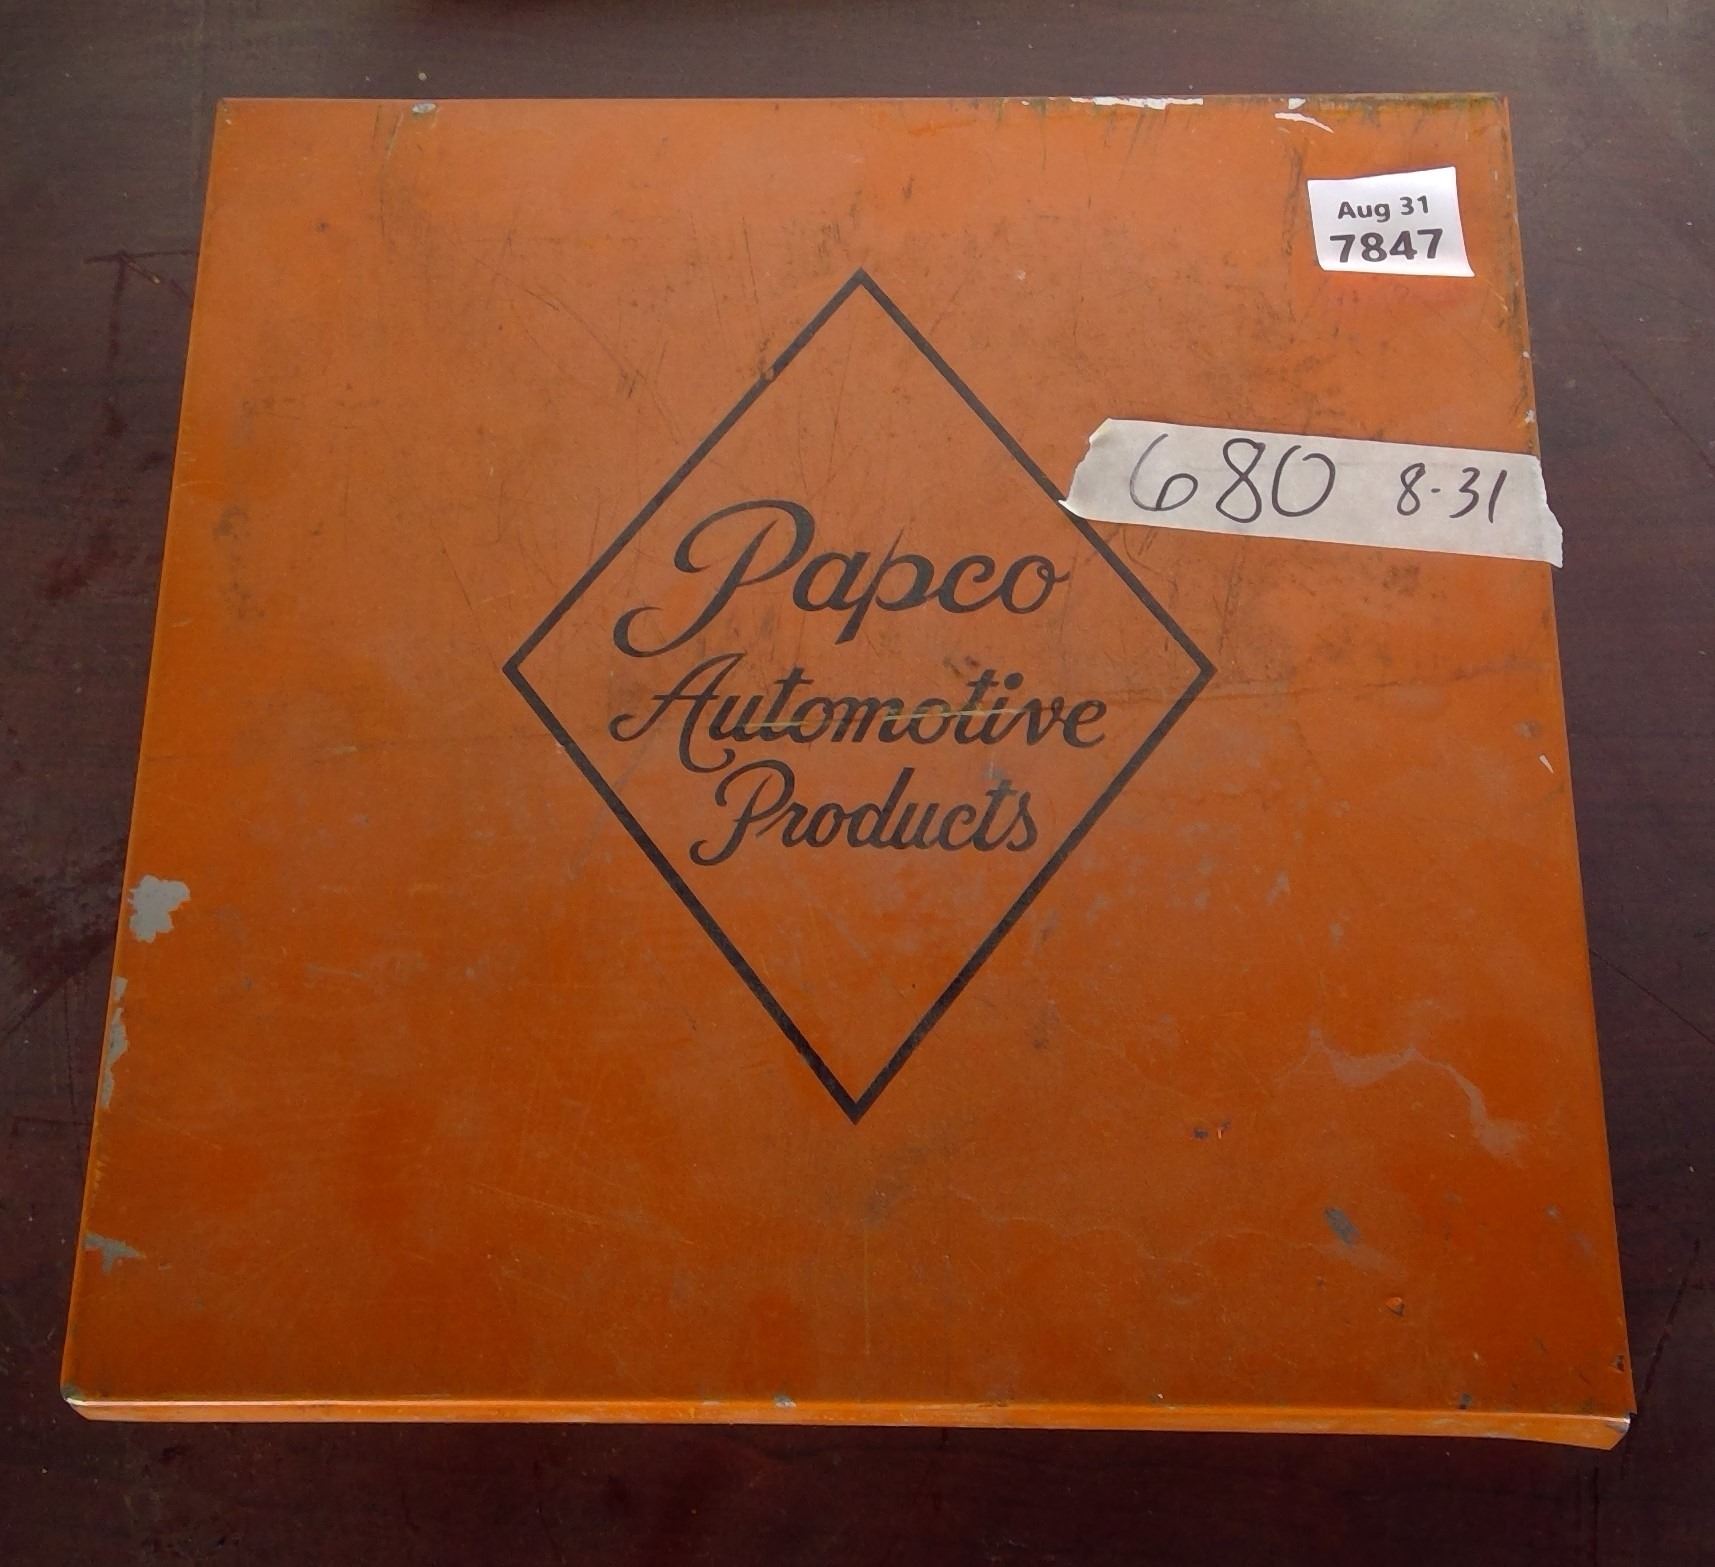 Aug 31
7847
680 8-31
Papco
Automotive
Products